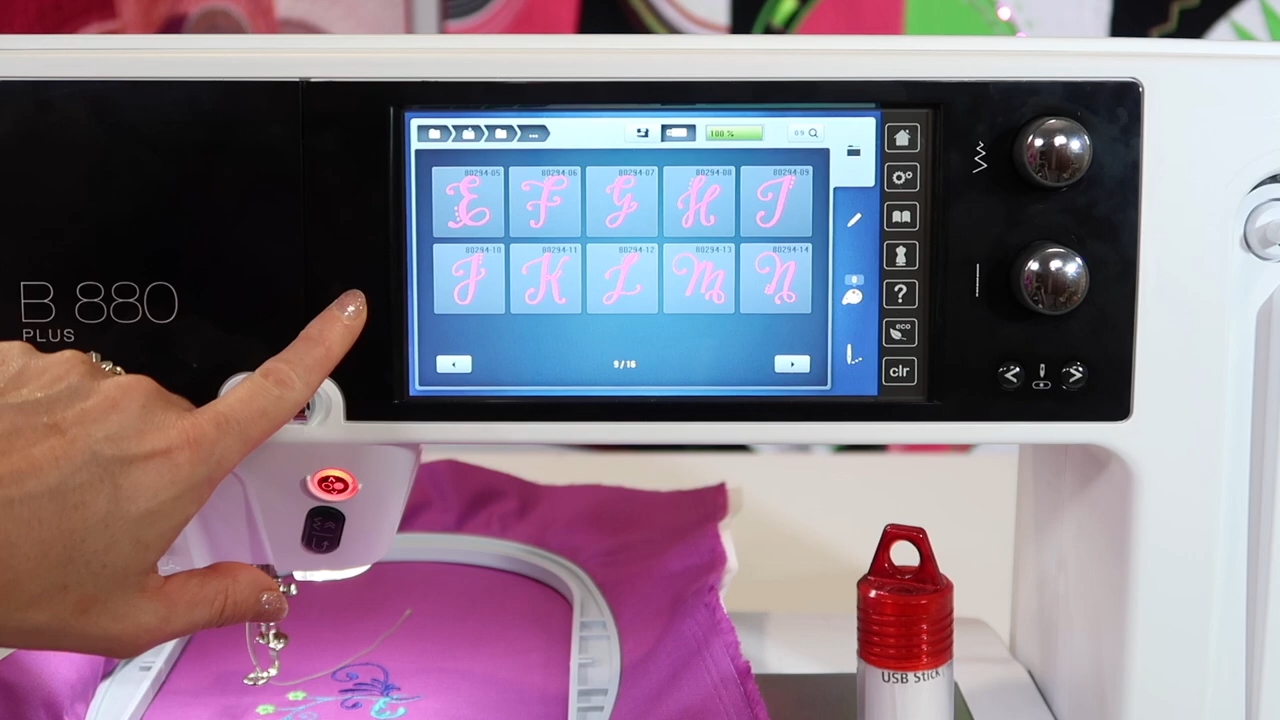 100 %
09
80294-05 80294-06 80294-07 80294-08 80294-09
E F G H I
80294-10 80294-11 80294-12 80294-13 80294-14
J K L M N
9/16
?
eco
clr
B 880
PLUS
USB Stick